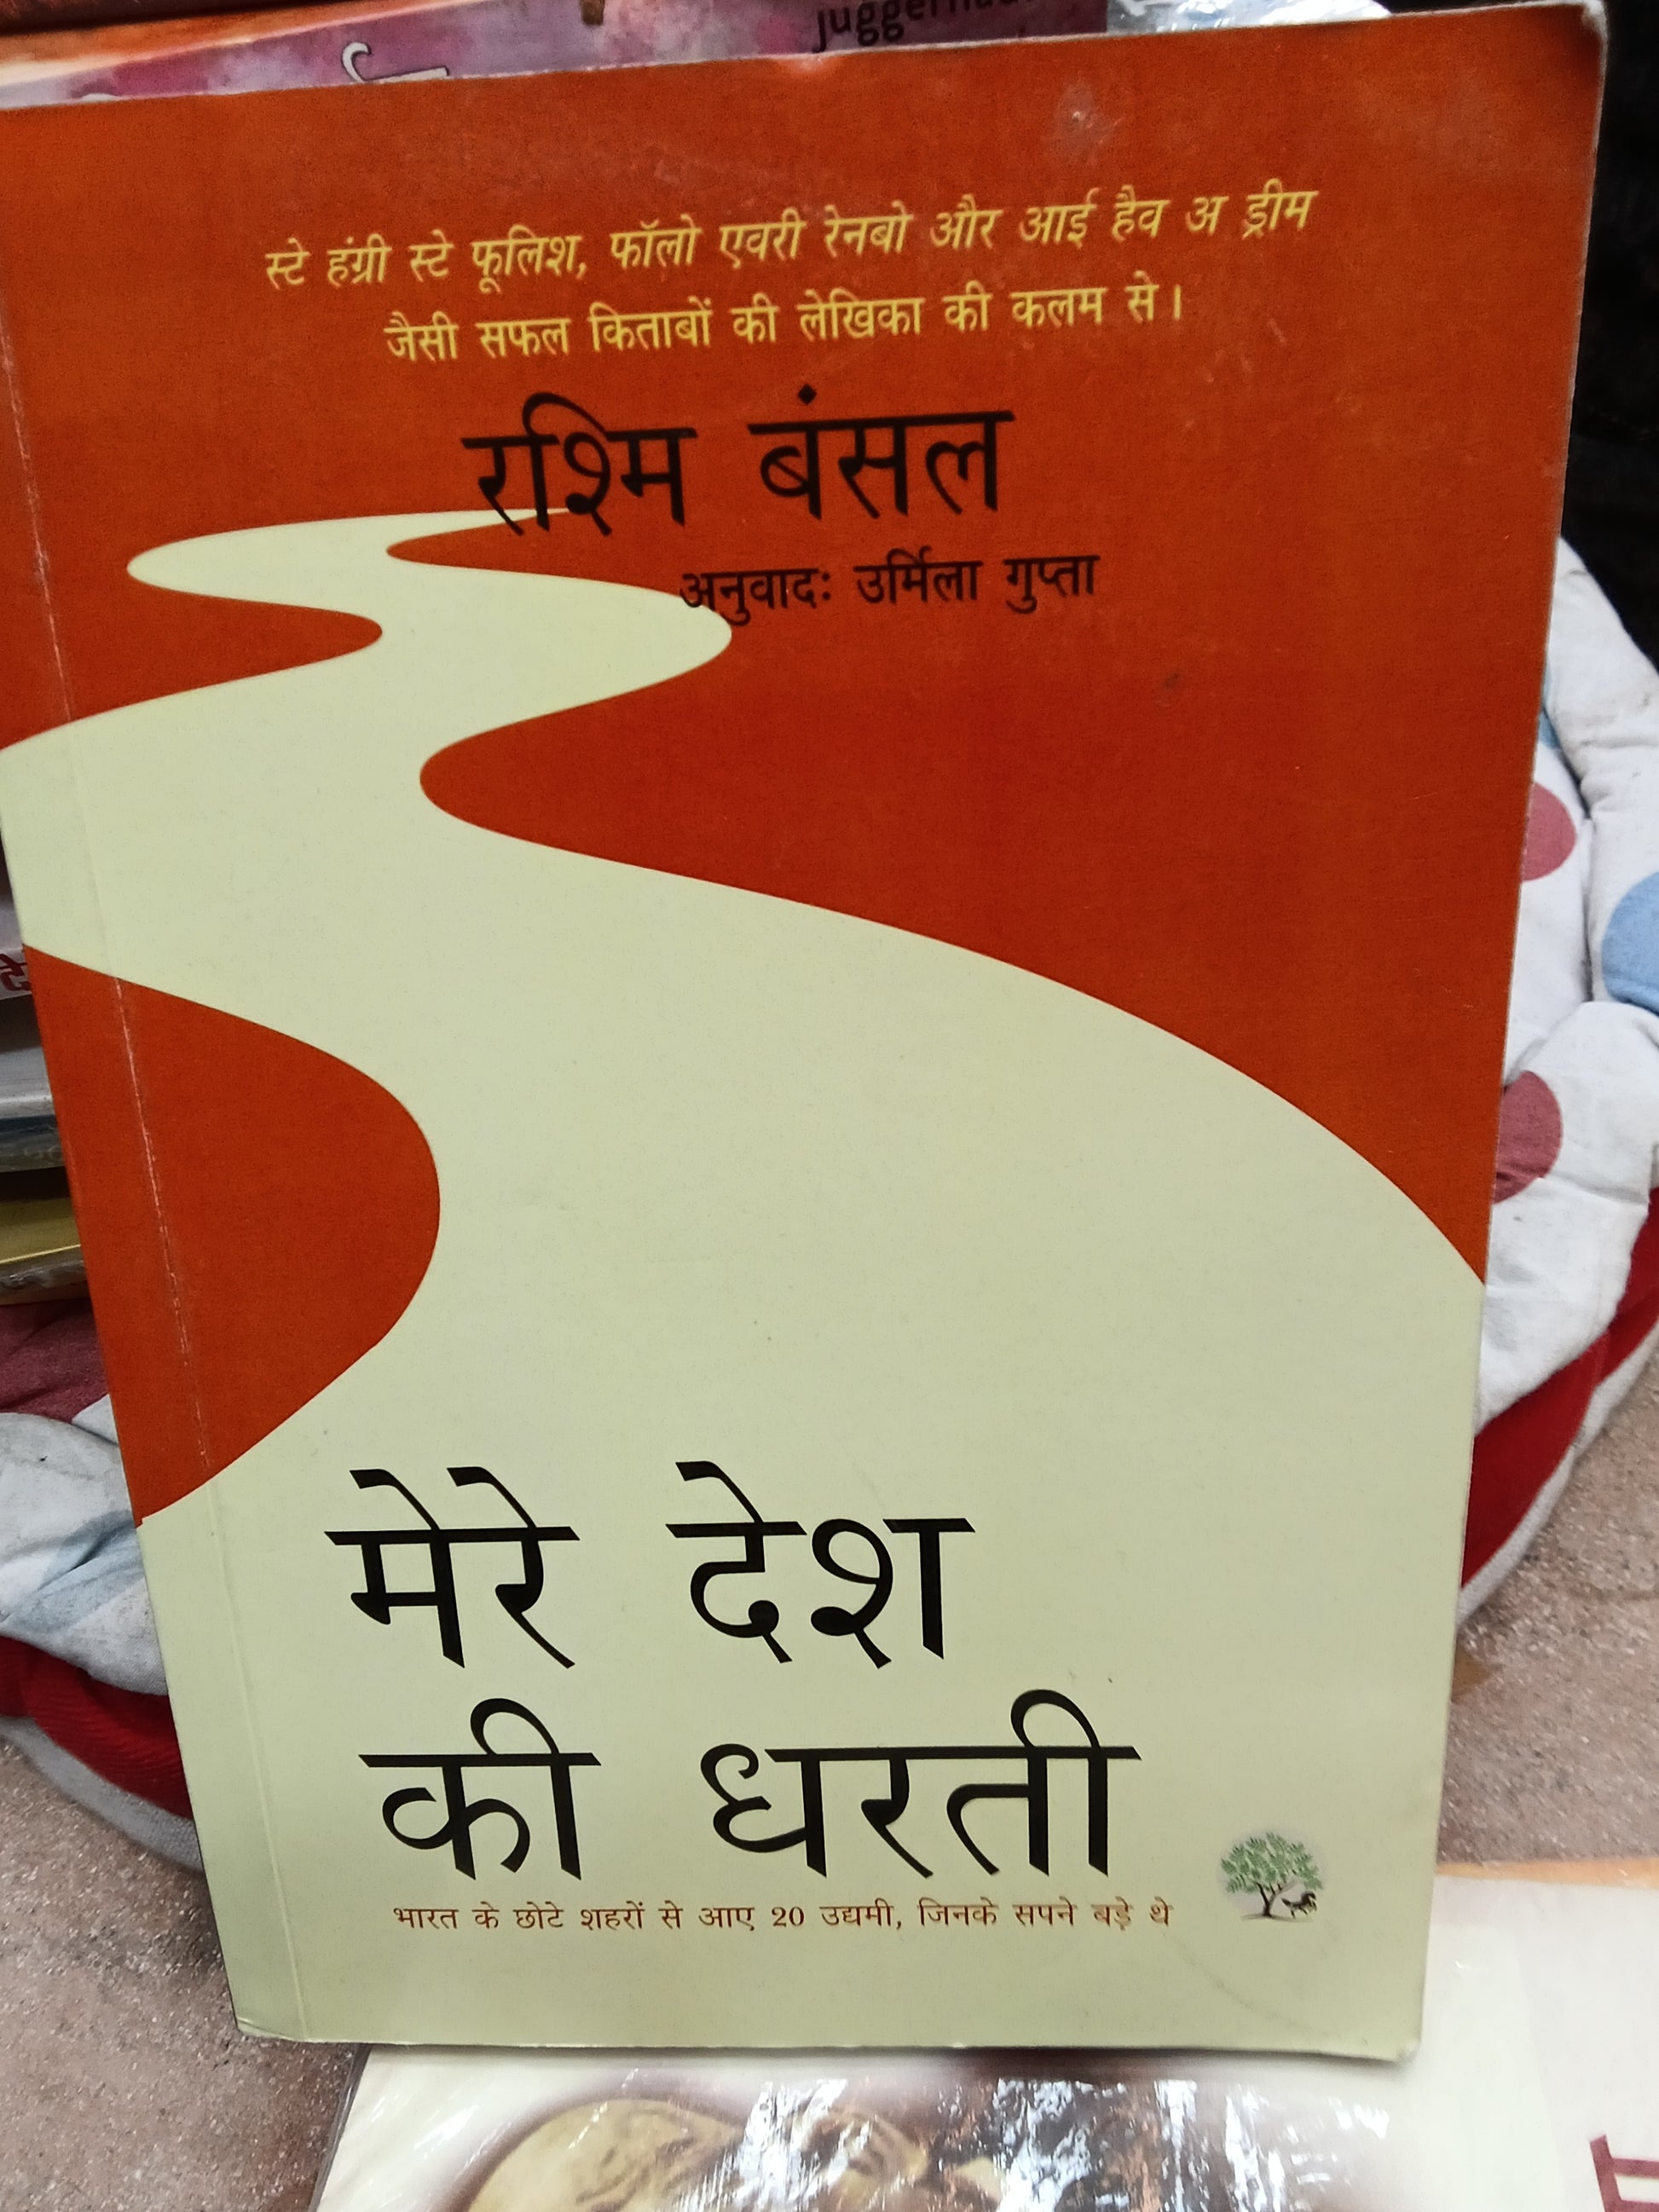 स्टे हंग्री स्टे फूलिश, फॉलो एवरी रेनबो और आई हैव अ ड्रीम
जैसी सफल किताबों की लेखिका की कलम से।
रश्मि बंसल
अनुवादः उर्मिला गुप्ता
मेरे देश
की धरती
भारत के छोटे शहरों से आए 20 उद्यमी, जिनके सपने बड़े थे